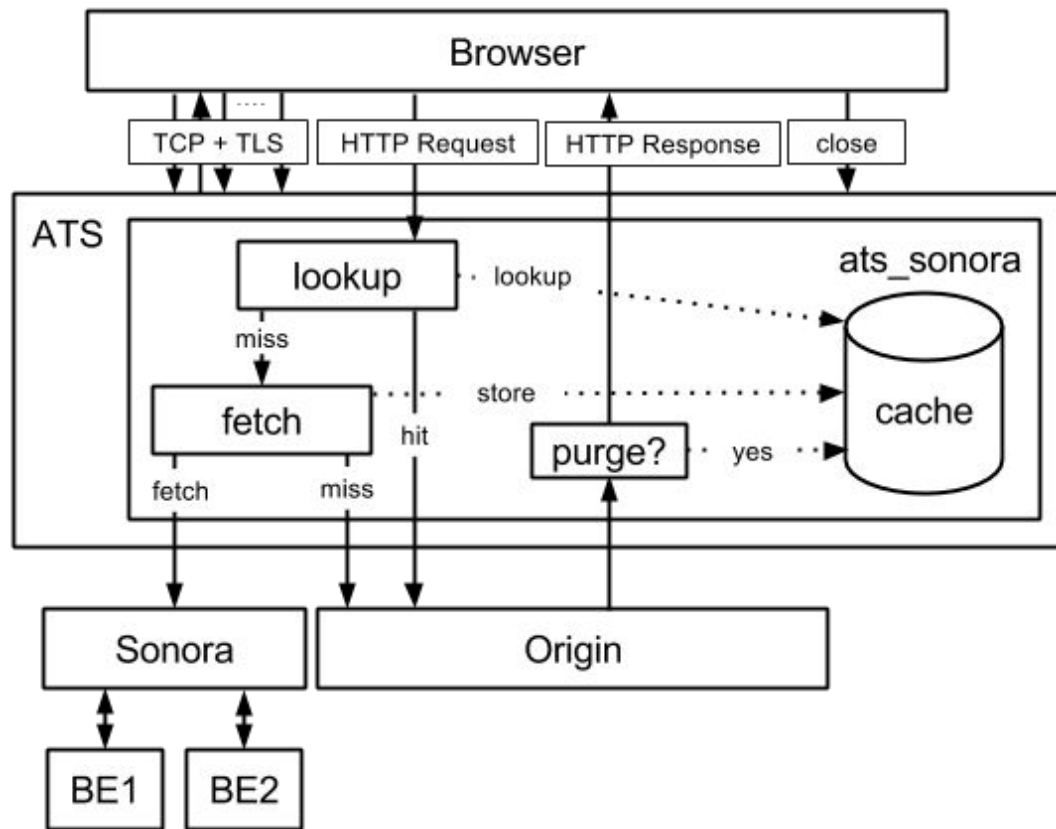 Browser
TCP + TLS
HTTP Request
HTTP Response
close
ATS
ats_sonora
lookup
lookup
miss
fetch
store
hit
cache
purge?
yes
fetch
miss
Sonora
Origin
BE1
BE2